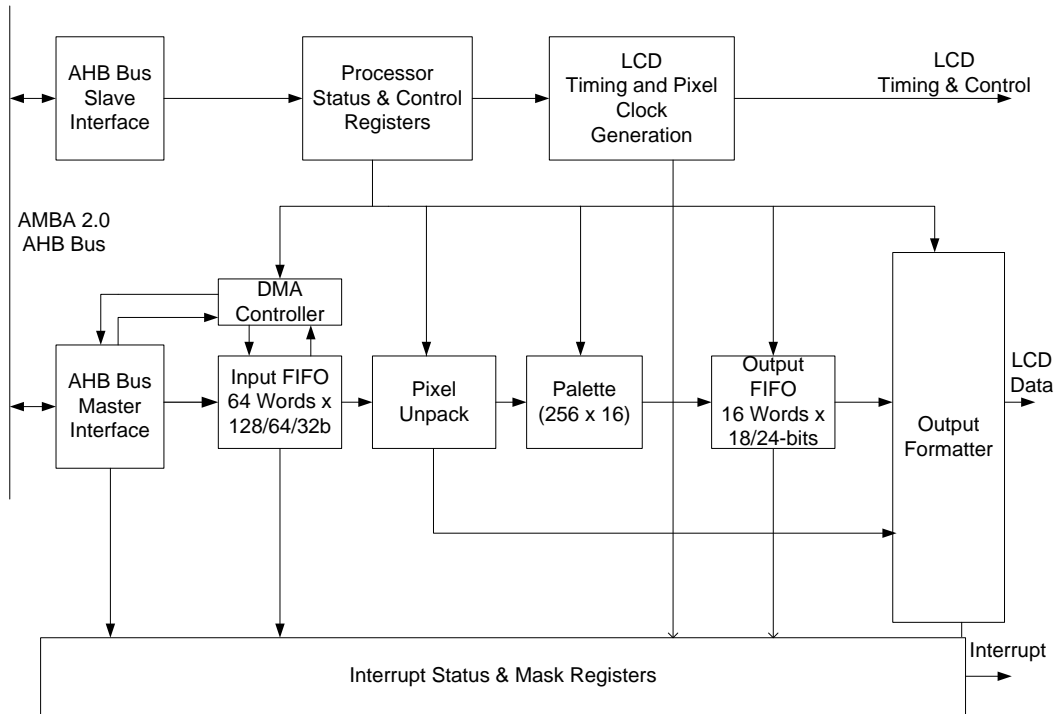 AHB Bus
Slave
Interface
Processor
Status & Control
Registers
LCD
Timing and Pixel
Clock
Generation
LCD
Timing & Control
AMBA 2.0
AHB Bus
DMA
Controller
AHB Bus
Master
Interface
Input FIFO
64 Words x
128/64/32b
Pixel
Unpack
Palette
(256 x 16)
Output
FIFO
16 Words x
18/24-bits
Output
Formatter
LCD
Data
Interrupt Status & Mask Registers
Interrupt